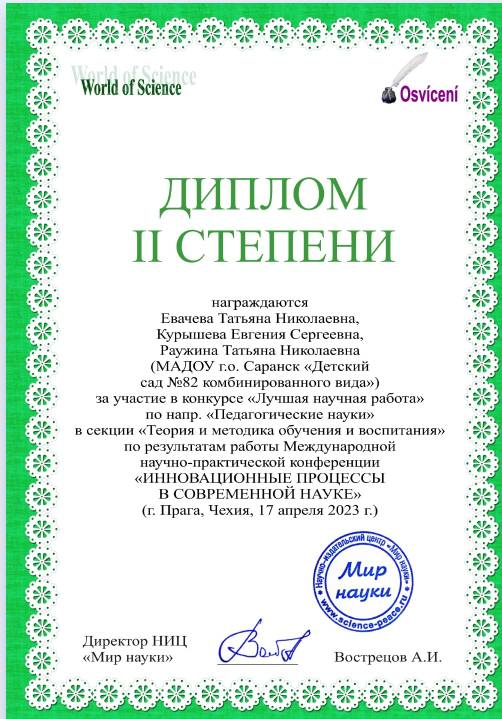 World of Science
World of Science
Osvícení
ДИПЛОМ
II СТЕПЕНИ
награждаются
Евачева Татьяна Николаевна,
Курышева Евгения Сергеевна,
Раужина Татьяна Николаевна
(МАДОУ г.о. Саранск «Детский
сад №82 комбинированного вида»)
за участие в конкурсе «Лучшая научная работа»
по напр. «Педагогические науки»
в секции «Теория и методика обучения и воспитания»
по результатам работы Международной
научно-практической конференции
«ИННОВАЦИОННЫЕ ПРОЦЕССЫ
В СОВРЕМЕННОЙ НАУКЕ»
(г. Прага, Чехия, 17 апреля 2023 г.)
Научно-издательский центр «Мир науки»
Мир
науки
www.science-peace.ru
Директор НИЦ
«Мир науки»
Вострецов А.И.